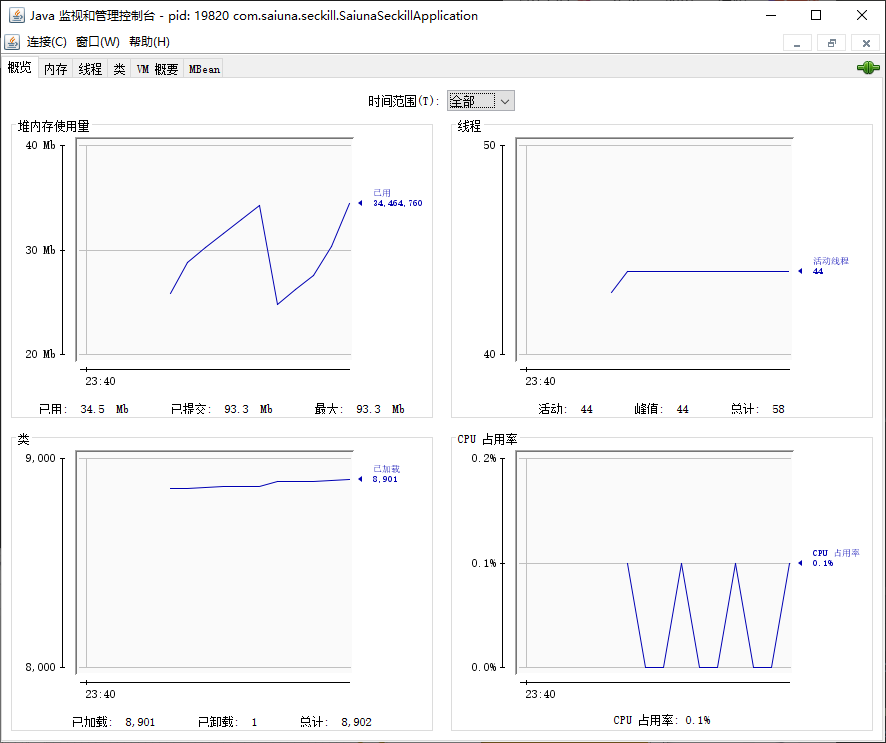 Java 监视和管理控制台 - pid: 19820 com.saiuna.seckill.SaiunaSeckillApplication
连接(C) 窗口(W) 帮助(H)
概览 内存 线程 类 VM 概要 MBean
时间范围(T): 全部
堆内存使用量
40 Mb
30 Mb
20 Mb
23:40
已用
34,464,760
已用: 34.5 Mb 已提交: 93.3 Mb 最大: 93.3 Mb
线程
50
40
23:40
活动线程
44
活动: 44 峰值: 44 总计: 58
类
9,000
8,000
23:40
已加载
8,901
已加载: 8,901 已卸载: 1 总计: 8,902
CPU 占用率
0.2%
0.1%
0.0%
23:40
CPU 占用率
0.1%
CPU 占用率: 0.1%